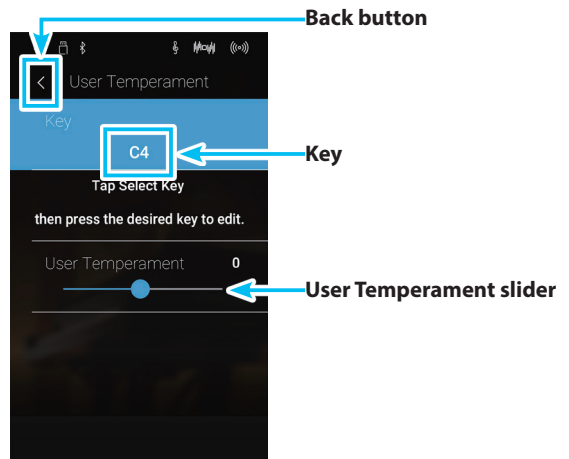 Back button
User Temperament
Key
C4
Key
Tap Select Key
then press the desired key to edit.
User Temperament 0
User Temperament slider